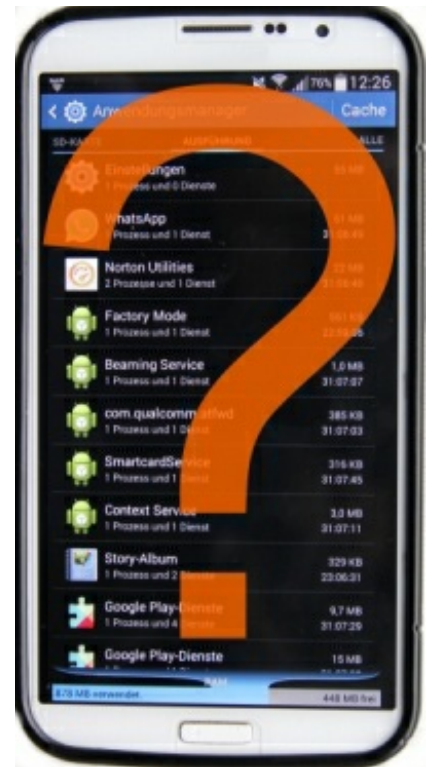 76% 12:26
Anwendungsmanager Cache
SD-KARTE AUSFÜHRUNG ALLE
Einstellungen
1 Prozess und 0 Dienste
WhatsApp
1 Prozess und 1 Dienst
Norton Utilities
2 Prozesse und 1 Dienst
Factory Mode
1 Prozess und 1 Dienst
Beaming Service 1,0 MB
1 Prozess und 1 Dienst 31:07:07
com.qualcomm.atfwd 385 KB
1 Prozess und 1 Dienst 31:07:03
SmartcardService 316 KB
1 Prozess und 1 Dienst 31:07:45
Context Service 3,0 MB
1 Prozess und 1 Dienst 31:07:11
Story-Album 329 KB
1 Prozess und 2 23:06:31
Google Play-Dienste 9,7 MB
1 Prozess und 4 31:07:29
Google Play-Dienste 15 MB
RAM
878 MB verwendet 448 MB frei
?